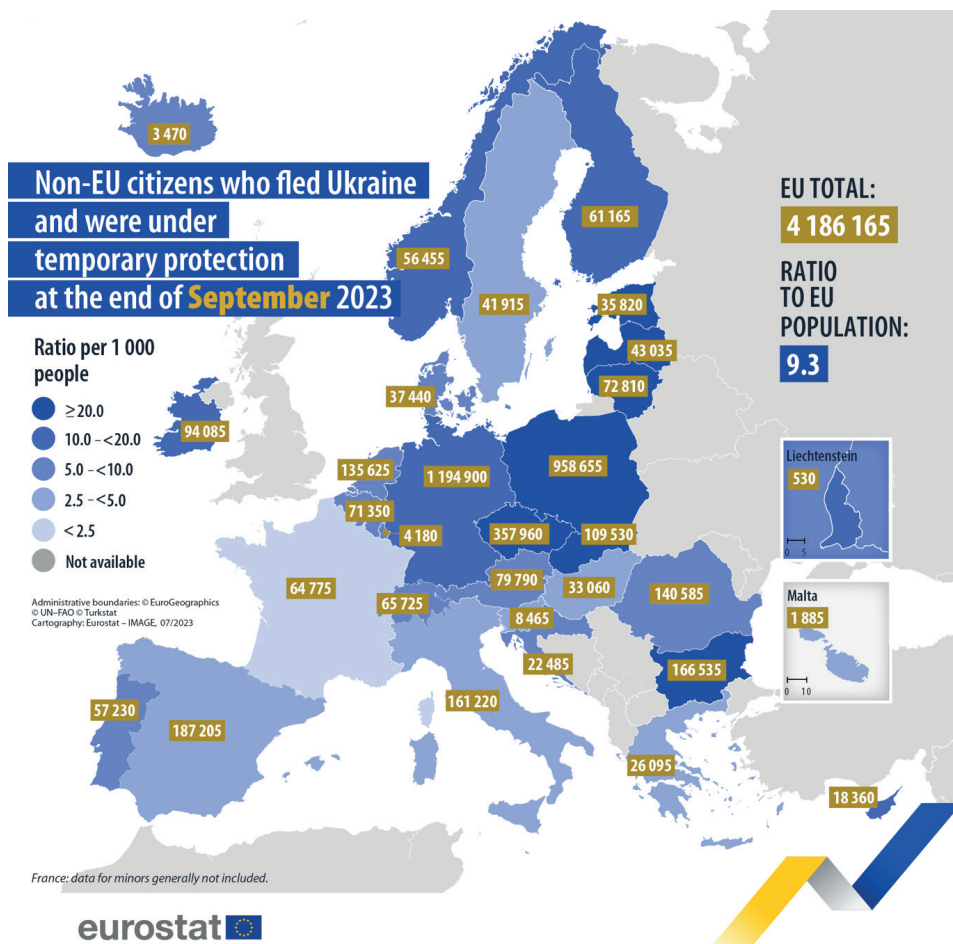 3 470
Non-EU citizens who fled Ukraine
and were under
temporary protection
at the end of September 2023
EU TOTAL:
4 186 165
RATIO
TO EU
POPULATION:
9.3
Ratio per 1 000
people
≥20.0
10.0 – <20.0
5.0 – <10.0
2.5 – <5.0
< 2.5
Not available
Administrative boundaries: © EuroGeographics
© UN–FAO © Turkstat
Cartography: Eurostat – IMAGE, 07/2023
61 165
56 455
41 915
35 820
43 035
72 810
37 440
94 085
135 625
1 194 900
958 655
71 350
4 180
357 960
109 530
79 790
33 060
64 775
65 725
140 585
8 465
22 485
166 535
57 230
187 205
161 220
26 095
18 360
Liechtenstein
530
0 5
Malta
1 885
0 10
France: data for minors generally not included.
eurostat